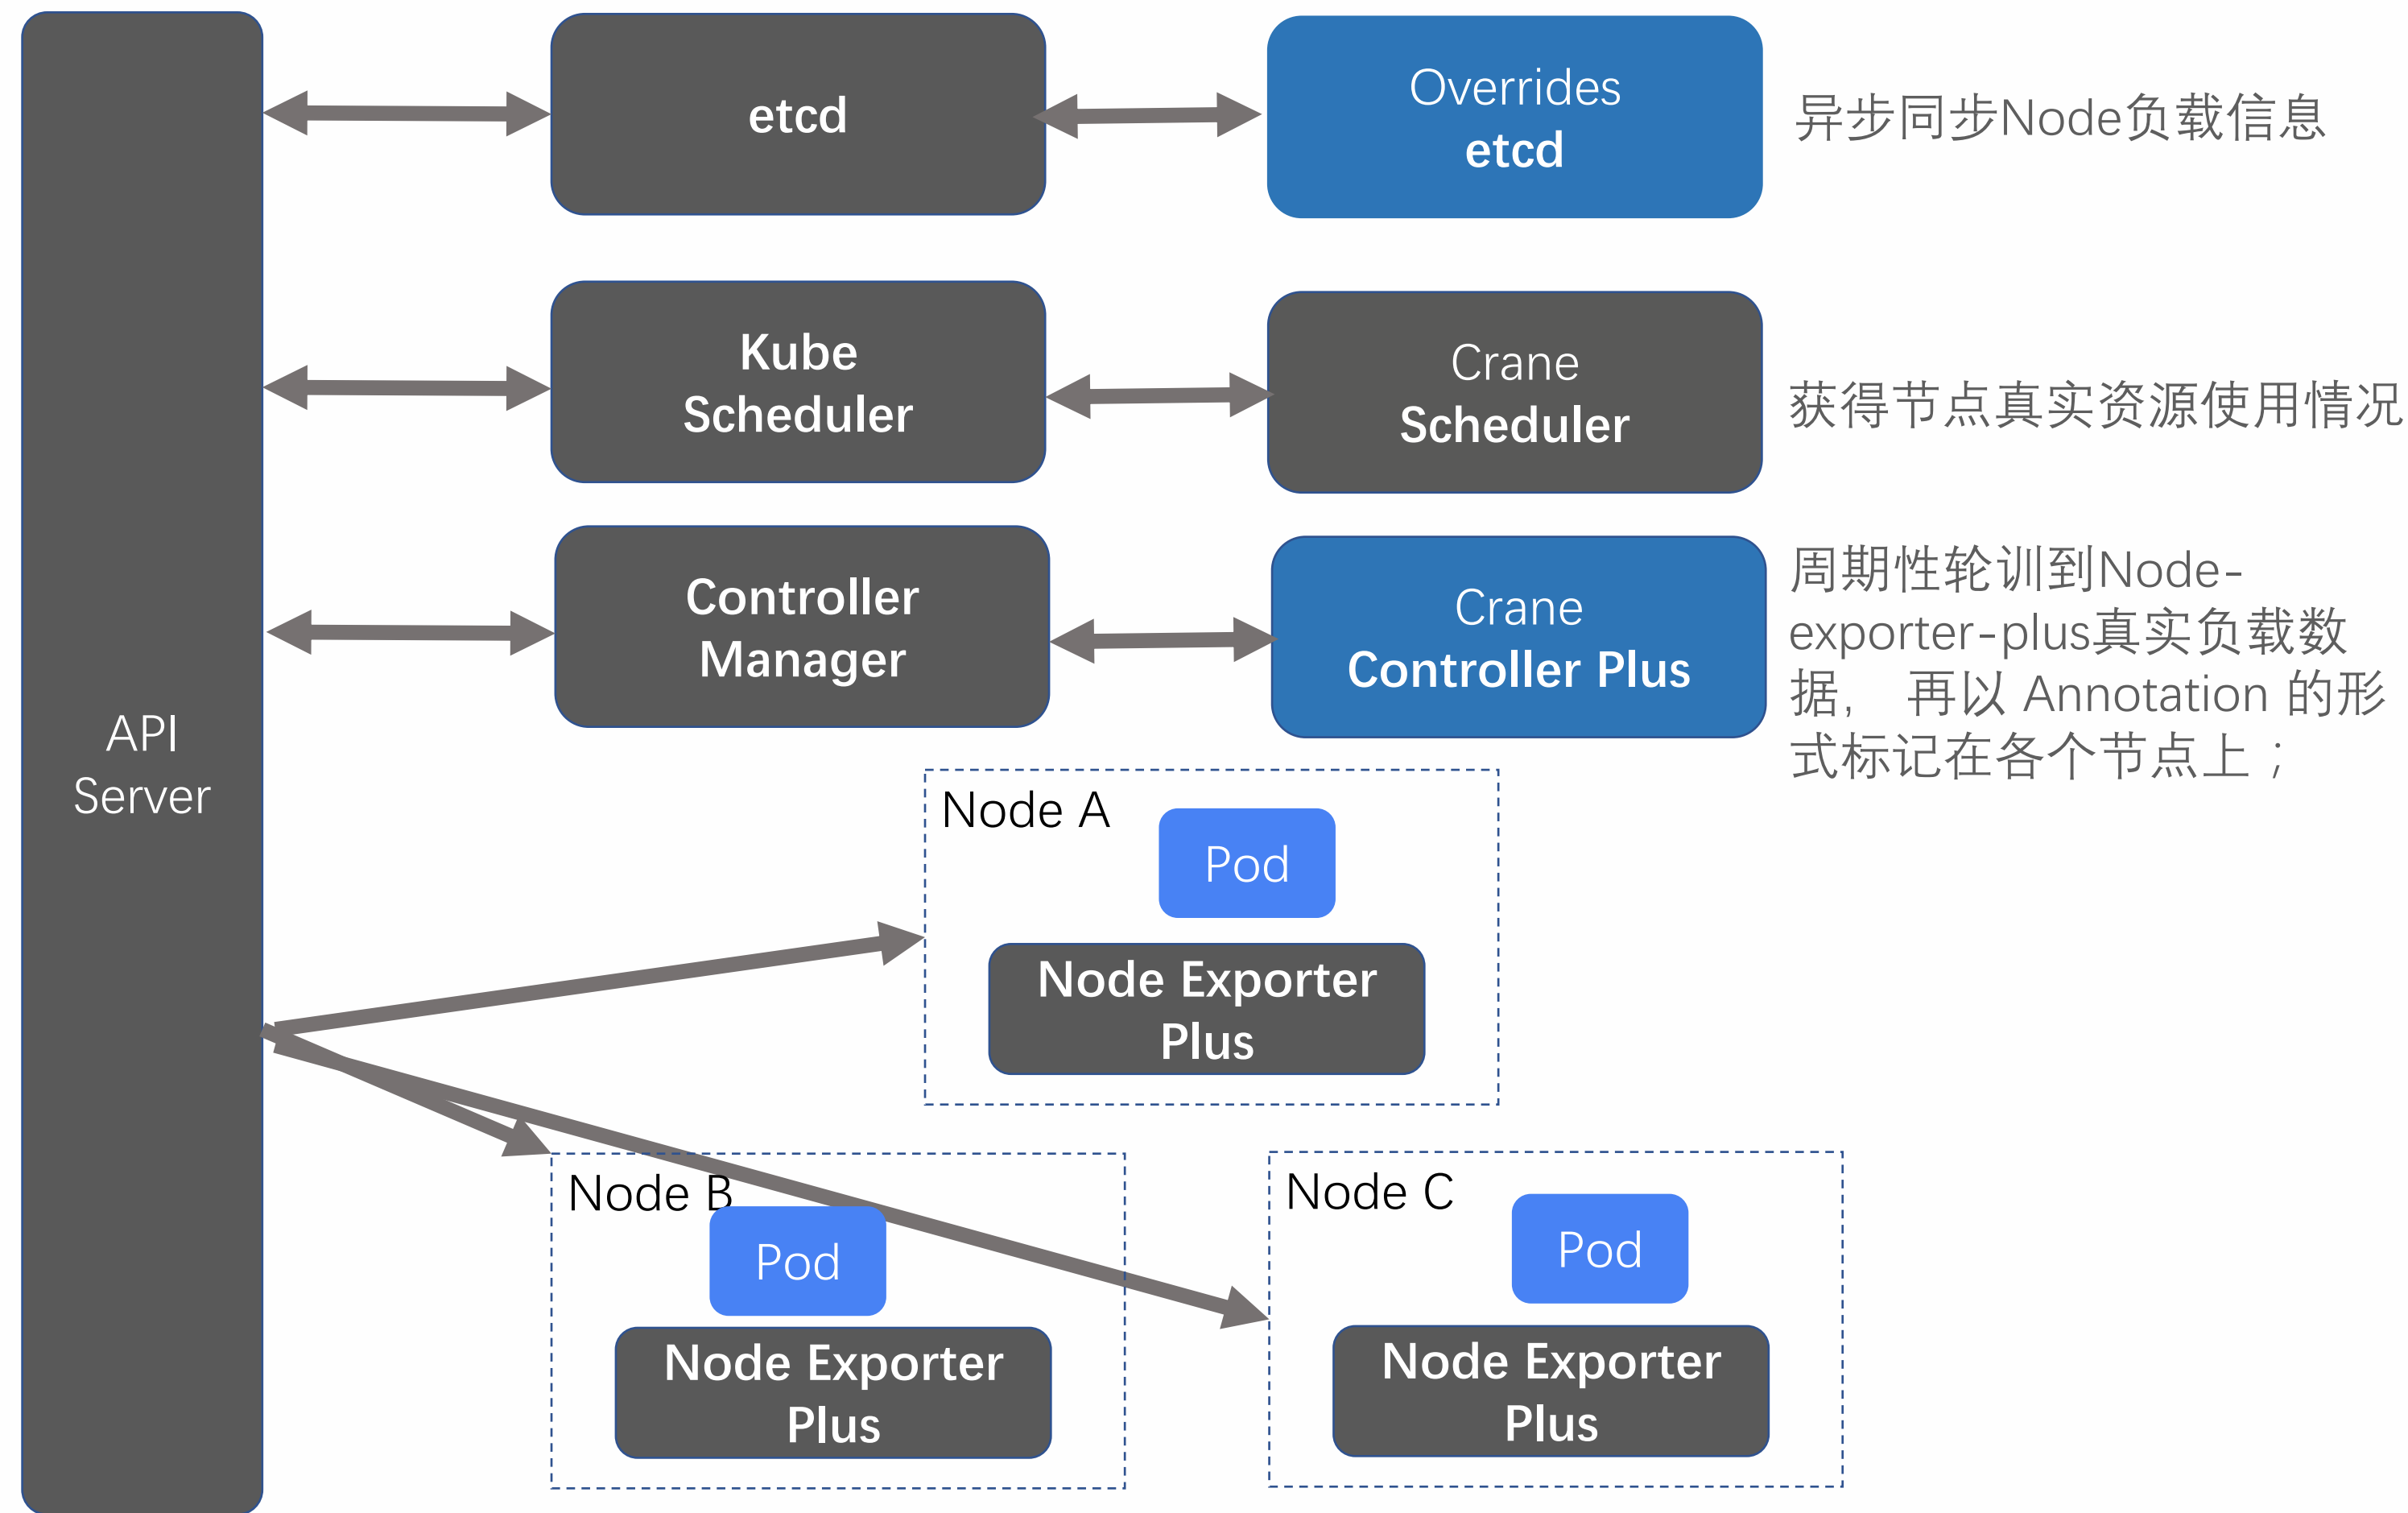 etcd
Overrides
etcd
异步同步Node负载信息
Kube
Scheduler
Crane
Scheduler
获得节点真实资源使用情况
Controller
Manager
Crane
Controller Plus
周期性轮训到Node-
exporter-plus真实负载数
据， 再以 Annotation 的形
式标记在各个节点上；
API
Server
Node A
Pod
Node Exporter
Plus
Node B
Pod
Node Exporter
Plus
Node C
Pod
Node Exporter
Plus